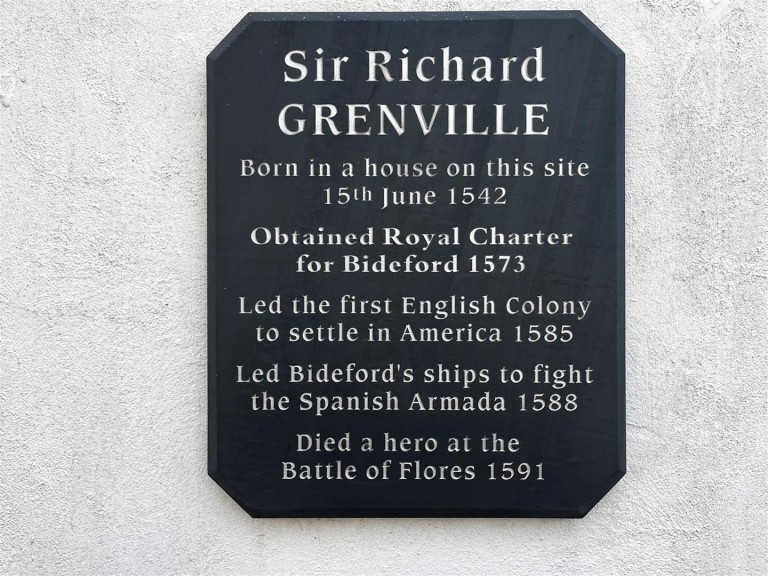 Sir Richard
GRENVILLE
Born in a house on this site
15th June 1542
Obtained Royal Charter
for Bideford 1573
Led the first English Colony
to settle in America 1585
Led Bideford's ships to fight
the Spanish Armada 1588
Died a hero at the
Battle of Flores 1591